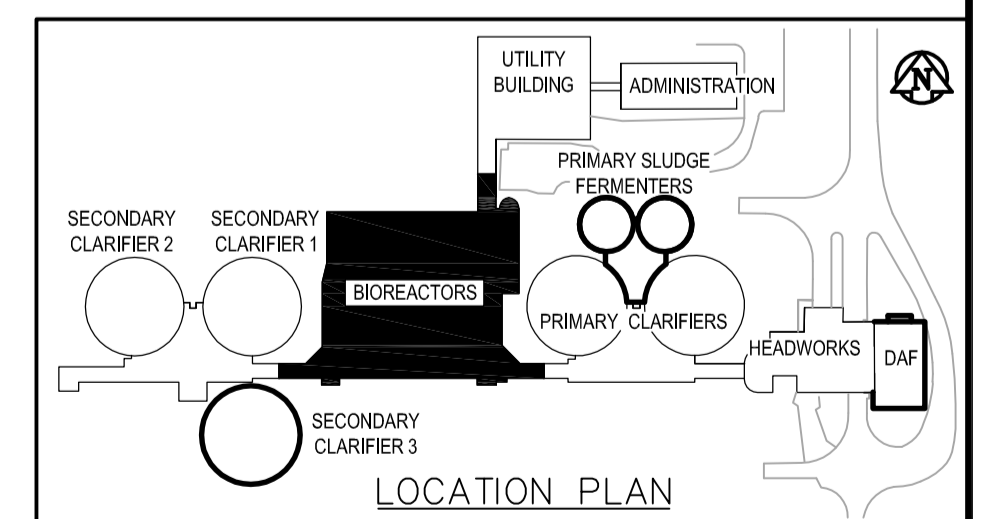 UTILITY
BUILDING
ADMINISTRATION
N
PRIMARY SLUDGE
FERMENTERS
SECONDARY
CLARIFIER 2
SECONDARY
CLARIFIER 1
BIOREACTORS
PRIMARY CLARIFIERS
HEADWORKS
DAF
SECONDARY
CLARIFIER 3
LOCATION PLAN